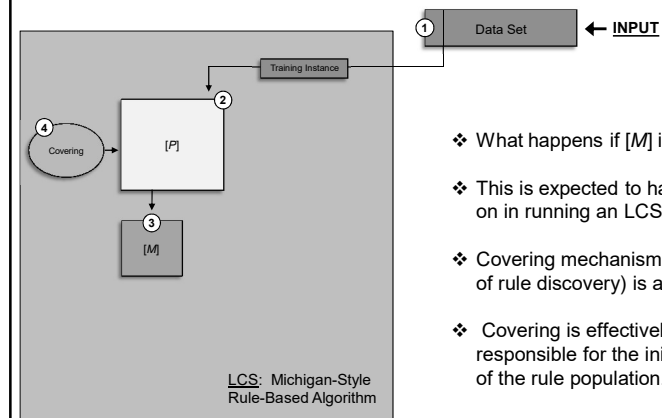 1
Data Set
INPUT
Training Instance
2
4
Covering
[P]
3
[M]
LCS: Michigan-Style
Rule-Based Algorithm
❖ What happens if [M] i
❖ This is expected to ha
on in running an LCS
❖ Covering mechanism
of rule discovery) is a
❖ Covering is effectivel
responsible for the ini
of the rule population